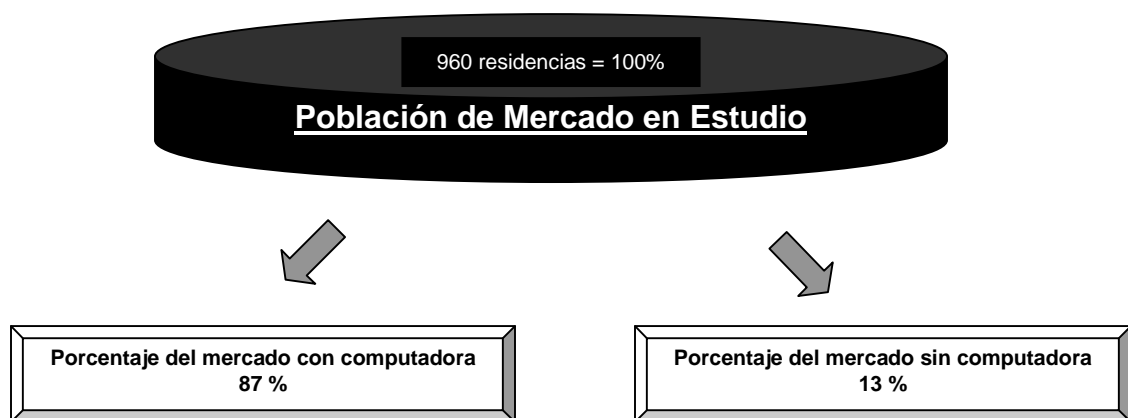 960 residencias = 100%
Población de Mercado en Estudio
Porcentaje del mercado con computadora
87 %
Porcentaje del mercado sin computadora
13 %